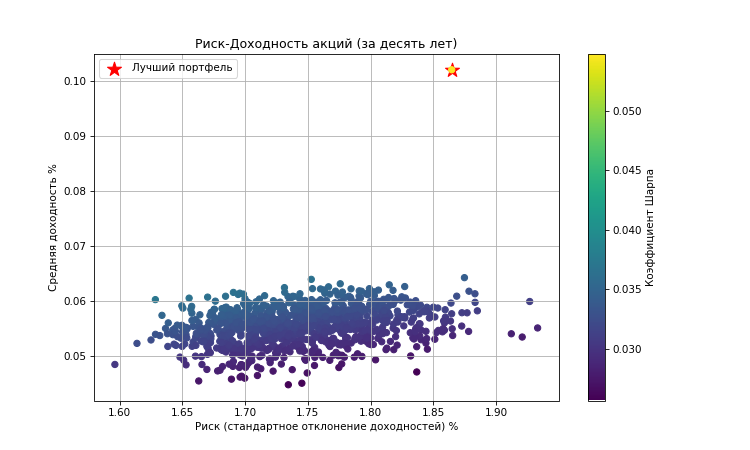 Риск-Доходность акций (за десять лет)
Лучший портфель
0.10
0.09
0.08
0.07
0.06
0.05
Средняя доходность %
1.60 1.65 1.70 1.75 1.80 1.85 1.90
Риск (стандартное отклонение доходностей) %
0.050
0.045
0.040
0.035
0.030
Коэффициент Шарпа